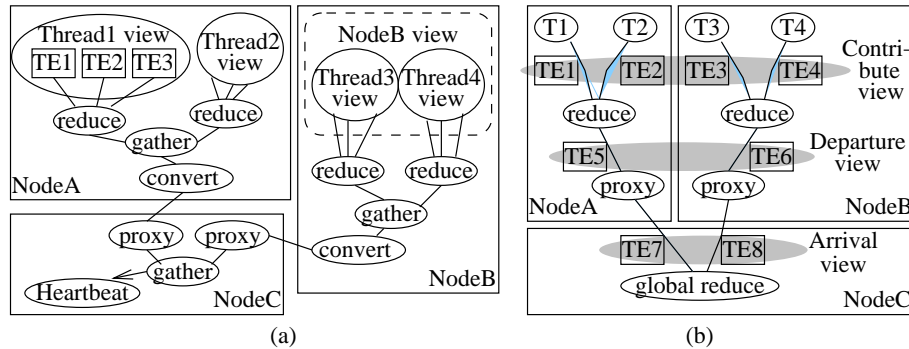 Thread1 view
TE1 TE2 TE3
Thread2
view
reduce
reduce
gather
convert
NodeA
NodeB view
Thread3
view
Thread4
view
reduce
reduce
gather
convert
NodeB
proxy
proxy
gather
Heartbeat
NodeC
(a)
T1
T2
T3
T4
TE1
TE2
TE3
TE4
Contri-
bute
view
reduce
reduce
TE5
TE6
Departure
view
proxy
proxy
NodeA
NodeB
TE7
TE8
Arrival
view
global reduce
NodeC
(b)